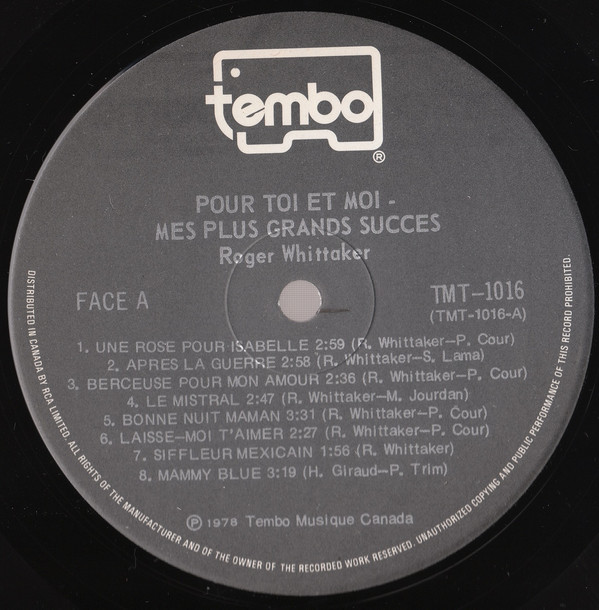 tembo
®
POUR TOI ET MOI -
MES PLUS GRANDS SUCCES
Roger Whittaker
FACE A
TMT-1016
(TMT-1016-A)
1. UNE ROSE POUR ISABELLE 2:59 (R. Whittaker-P. Cour)
2. APRES LA GUERRE 2:58 (R. Whittaker-S. Lama)
3. BERCEUSE POUR MON AMOUR 2:36 (R. Whittaker-P. Cour)
4. LE MISTRAL 2:47 (R. Whittaker-M. Jourdan)
5. BONNE NUIT MAMAN 3:31 (R. Whittaker-P. Cour)
6. LAISSE-MOI T'AIMER 2:27 (R. Whittaker-P. Cour)
7. SIFFLEUR MEXICAIN 1:56 (R. Whittaker)
8. MAMMY BLUE 3:19 (H. Giraud-P. Trim)
℗ 1978 Tembo Musique Canada
DISTRIBUTED IN CANADA BY RCA LIMITED. ALL RIGHTS OF THE MANUFACTURER AND OF THE OWNER OF THE RECORDED WORK RESERVED. UNAUTHORIZED COPYING AND PUBLIC PERFORMANCE OF THIS RECORD PROHIBITED.